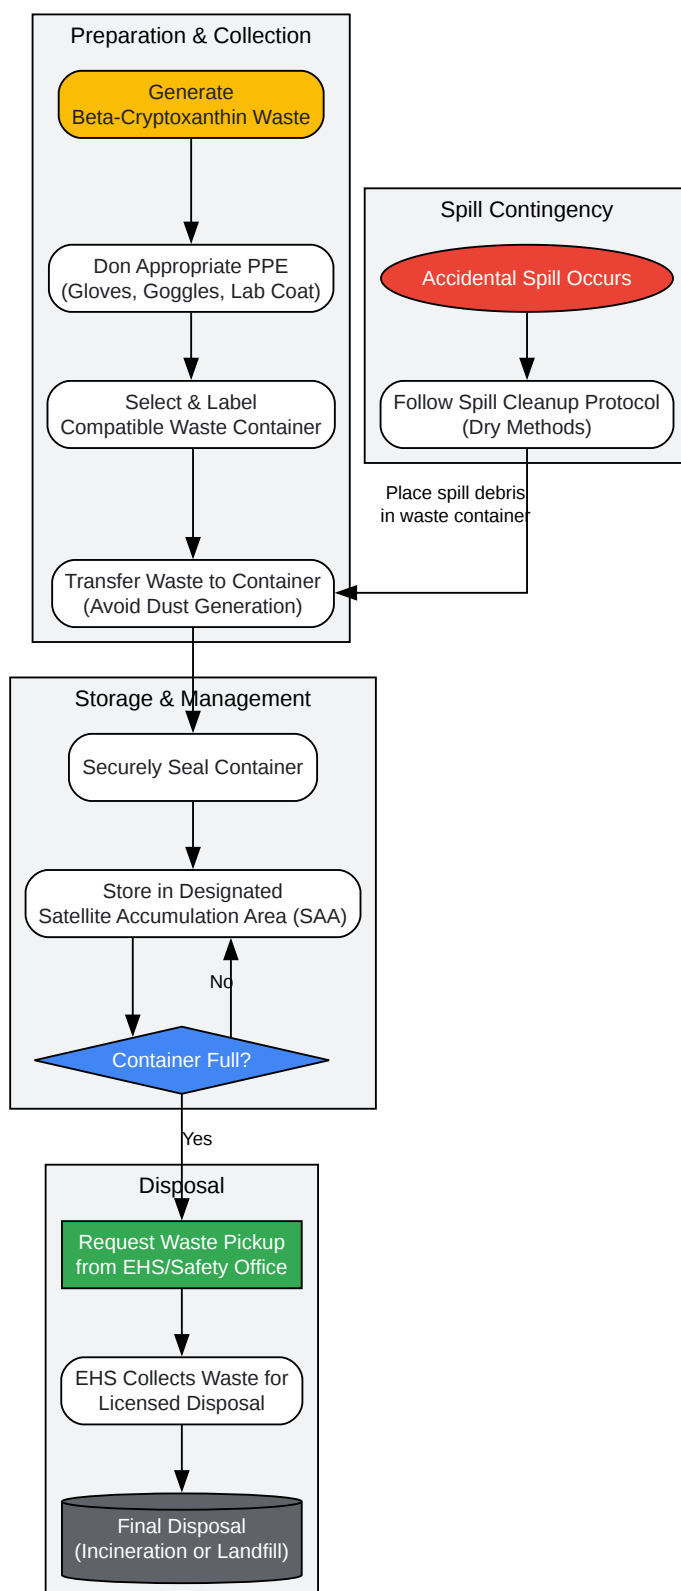 Preparation & Collection
Generate
Beta-Cryptoxanthin Waste
Don Appropriate PPE
(Gloves, Goggles, Lab Coat)
Select & Label
Compatible Waste Container
Transfer Waste to Container
(Avoid Dust Generation)
Spill Contingency
Accidental Spill Occurs
Follow Spill Cleanup Protocol
(Dry Methods)
Place spill debris
in waste container
Storage & Management
Securely Seal Container
Store in Designated
Satellite Accumulation Area (SAA)
No
Container Full?
Yes
Disposal
Request Waste Pickup
from EHS/Safety Office
EHS Collects Waste for
Licensed Disposal
Final Disposal
(Incineration or Landfill)